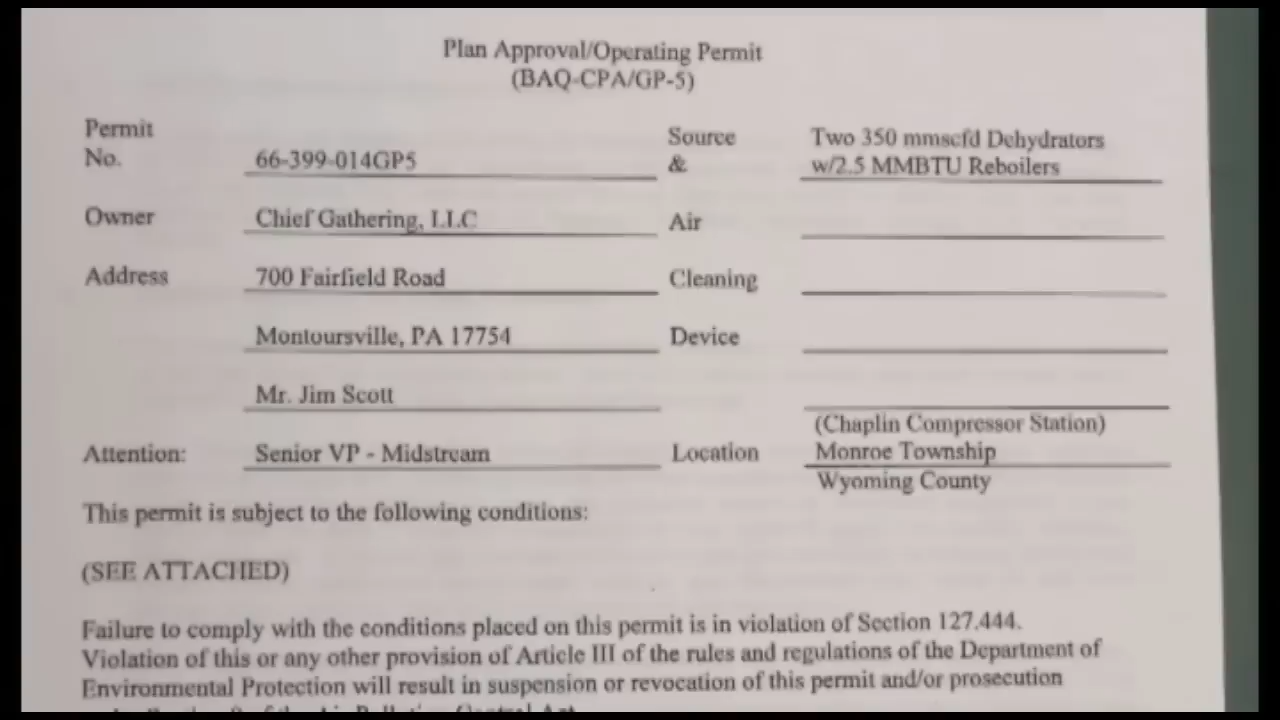 Plan Approval/Operating Permit
(BAQ-CPA/GP-5)
Permit
No. 66-399-014GP5
Source
&
Two 350 mmscfd Dehydrators
w/2.5 MMBTU Reboilers
Owner Chief Gathering, LLC Air
Address 700 Fairfield Road Cleaning
Montoursville, PA 17754 Device
Mr. Jim Scott
(Chaplin Compressor Station)
Attention: Senior VP - Midstream Location Monroe Township
Wyoming County
This permit is subject to the following conditions:
(SEE ATTACHED)
Failure to comply with the conditions placed on this permit is in violation of Section 127.444.
Violation of this or any other provision of Article III of the rules and regulations of the Department of
Environmental Protection will result in suspension or revocation of this permit and/or prosecution